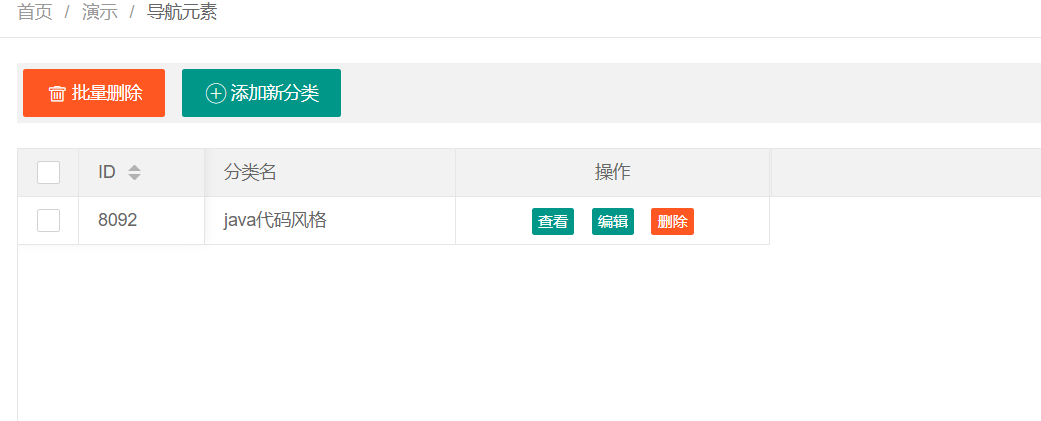 首页 / 演示 / 导航元素
批量删除 添加新分类
ID 分类名 操作
8092 java代码风格 查看 编辑 删除